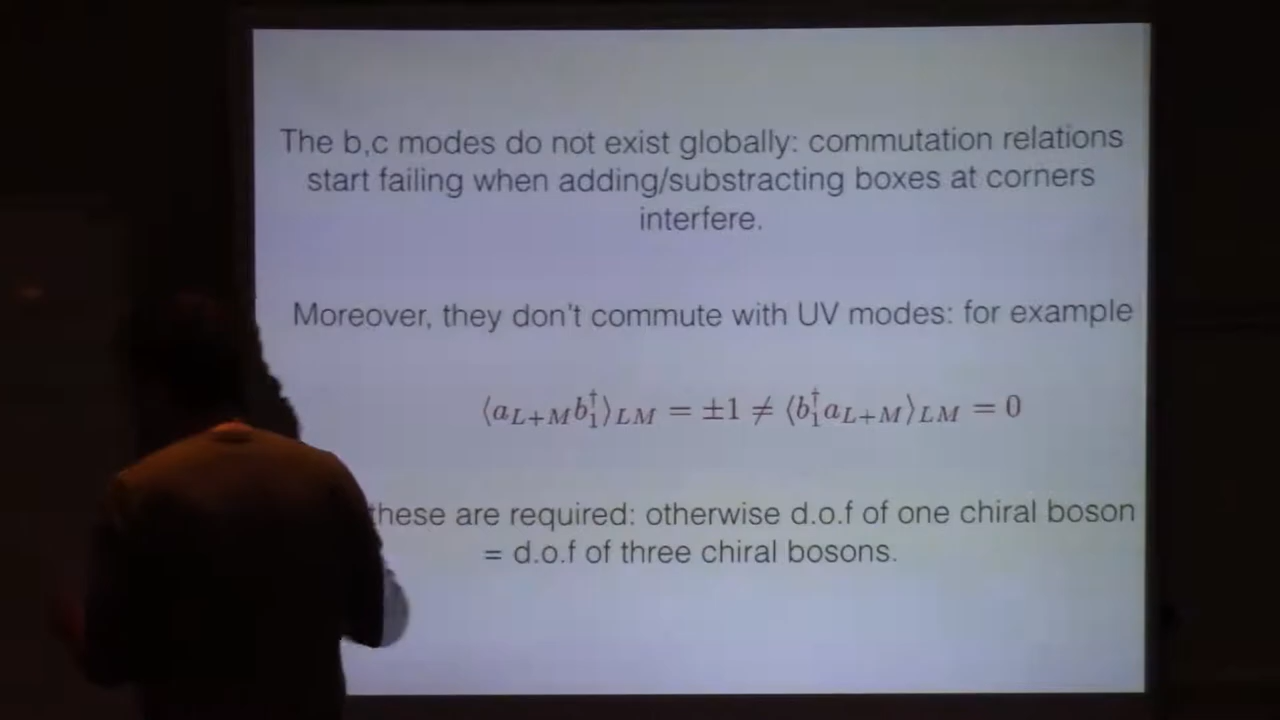 The b,c modes do not exist globally: commutation relations
start failing when adding/substracting boxes at corners
interfere.
Moreover, they don't commute with UV modes: for example
⟨a_{L+M}b_1^†⟩_{LM} = ±1 ≠ ⟨b_1^†a_{L+M}⟩_{LM} = 0
these are required: otherwise d.o.f of one chiral boson
= d.o.f of three chiral bosons.